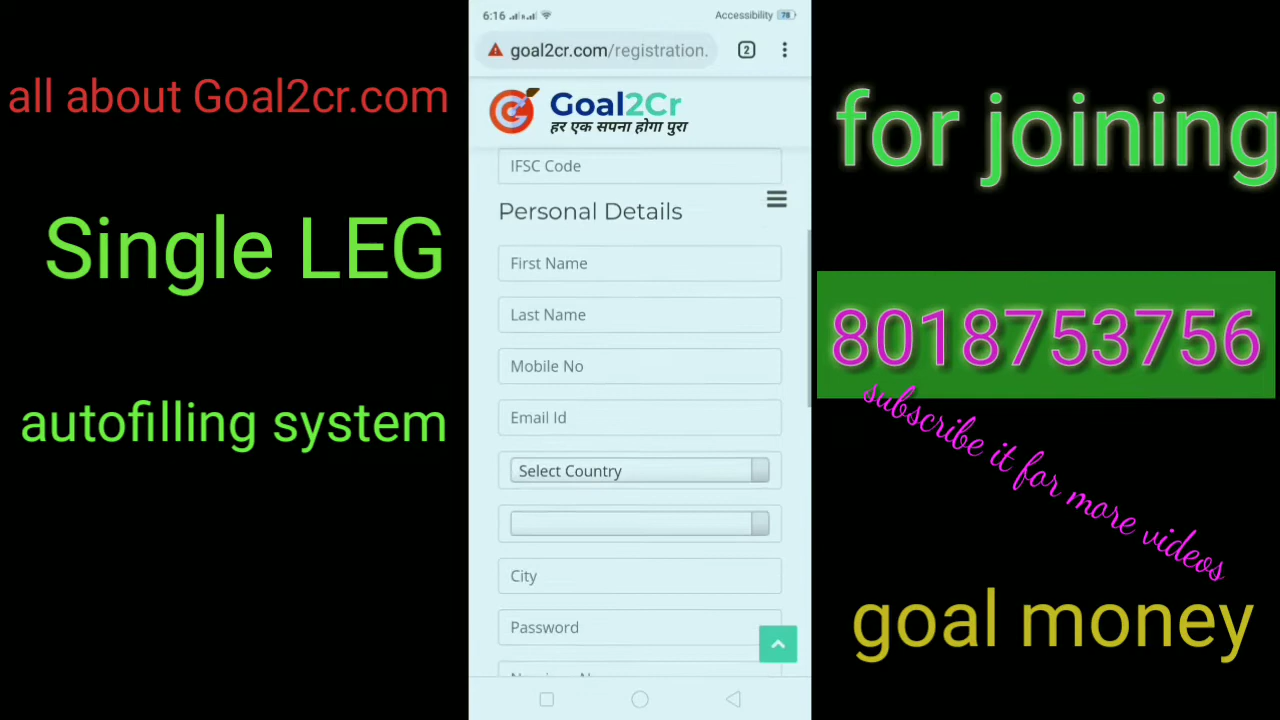 all about Goal2cr.com
Single LEG
autofilling system
6:16
Accessibility 78
goal2cr.com/registration.
2
Goal2Cr
हर एक सपना होगा पुरा
IFSC Code
Personal Details
First Name
Last Name
Mobile No
Email Id
Select Country
City
Password
for joining
8018753756
subscribe it for more videos
goal money